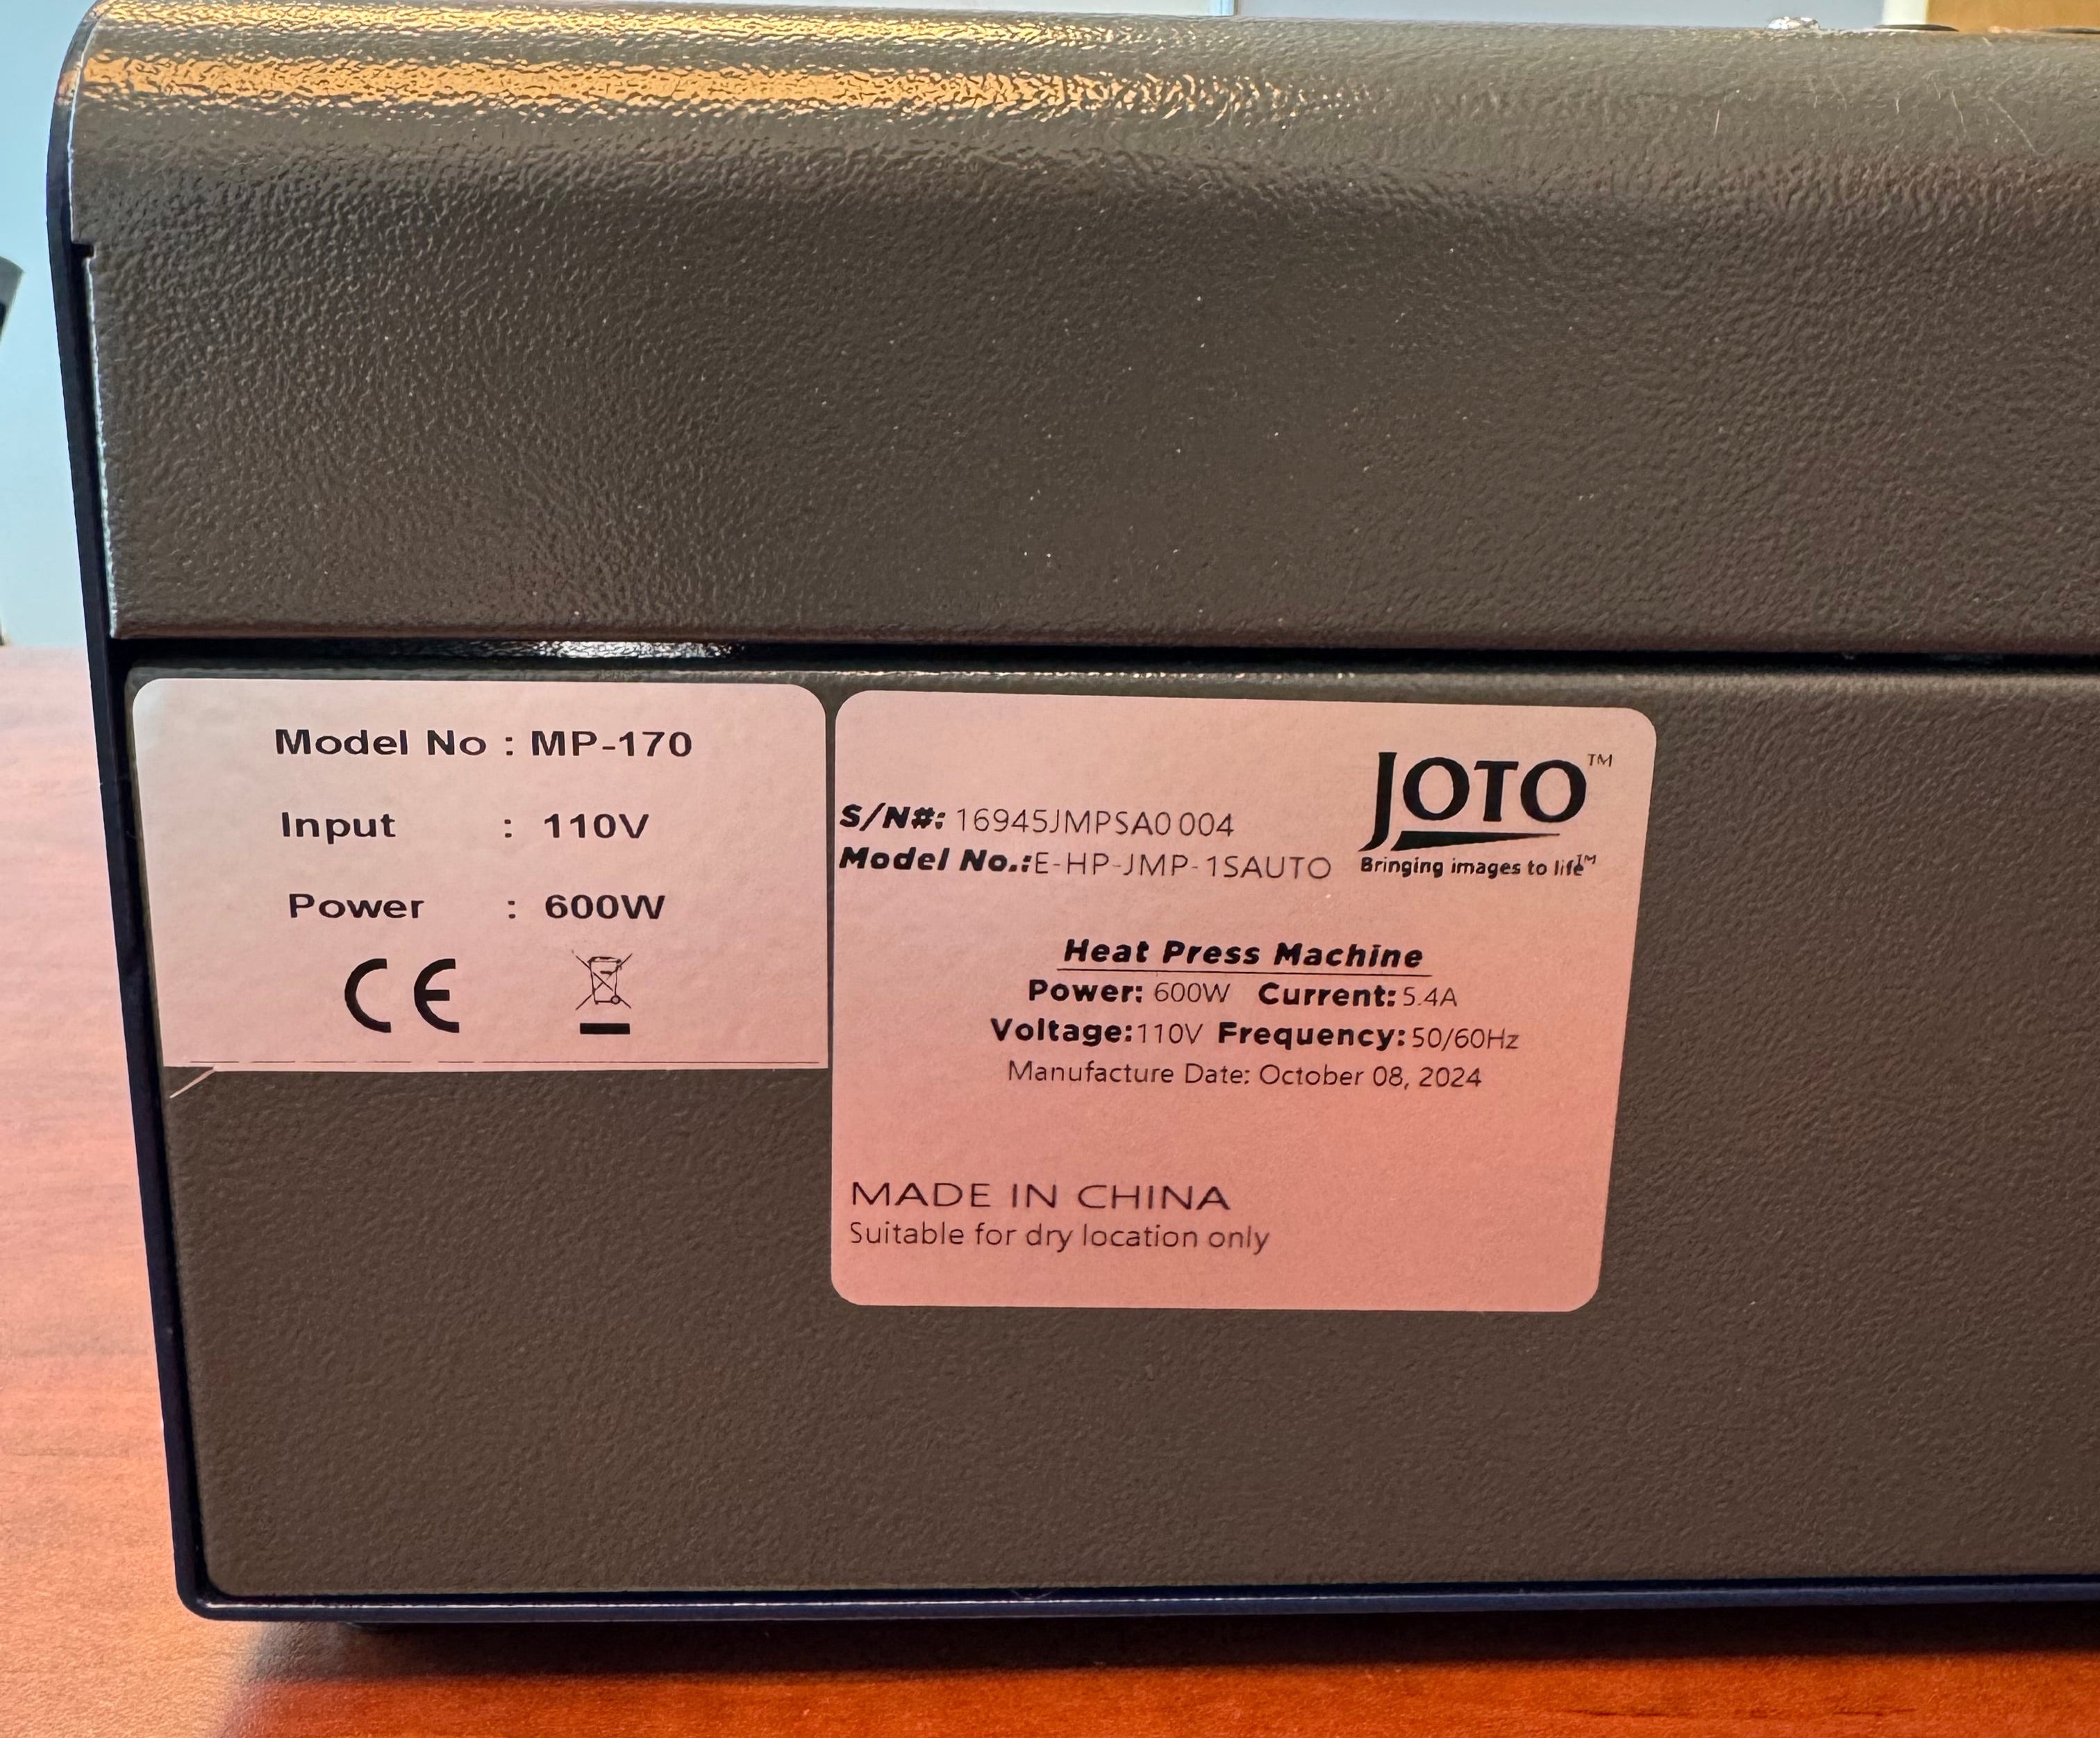 Model No : MP-170
Input : 110V
Power : 600W
CE
JOTO™
Bringing images to life™
S/N#: 16945JMPSA0004
Model No.:E-HP-JMP-1SAUTO
Heat Press Machine
Power: 600W Current: 5.4A
Voltage:110V Frequency: 50/60Hz
Manufacture Date: October 08, 2024
MADE IN CHINA
Suitable for dry location only